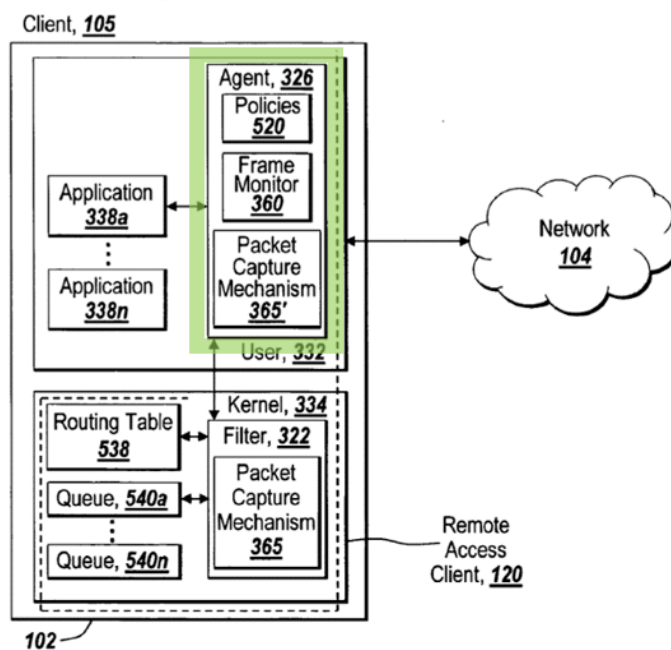 Client, 105
Agent, 326
Policies
520
Frame
Monitor
360
Application
338a
Packet
Capture
Mechanism
365'
Application
338n
User, 332
Network
104
Kernel, 334
Routing Table
538
Filter, 322
Queue, 540a
Packet
Capture
Mechanism
365
Queue, 540n
Remote
Access
Client, 120
102